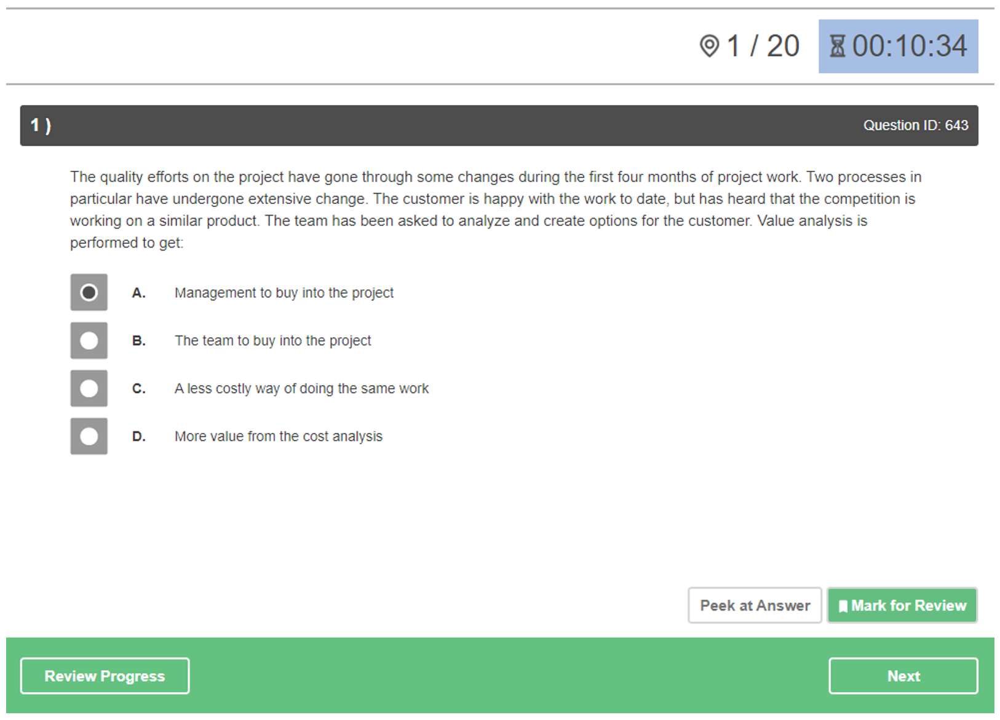 1 / 20
00:10:34
1 )
Question ID: 643
The quality efforts on the project have gone through some changes during the first four months of project work. Two processes in
particular have undergone extensive change. The customer is happy with the work to date, but has heard that the competition is
working on a similar product. The team has been asked to analyze and create options for the customer. Value analysis is
performed to get:
A. Management to buy into the project
B. The team to buy into the project
C. A less costly way of doing the same work
D. More value from the cost analysis
Peek at Answer
Mark for Review
Review Progress
Next